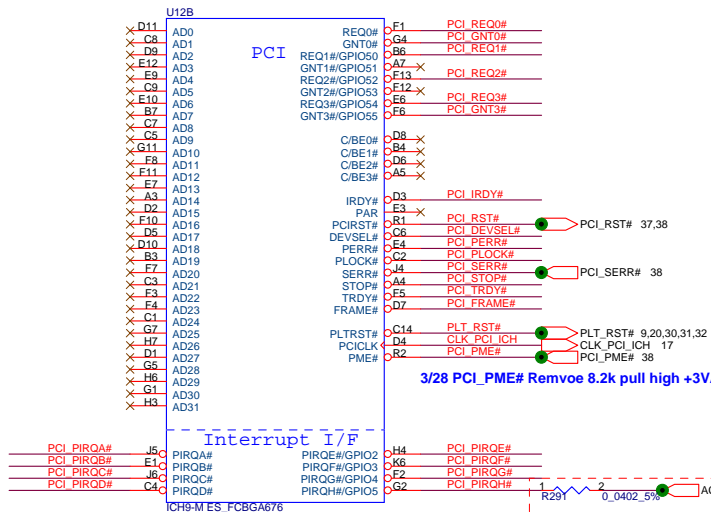 U12B
PCI
D11 AD0 REQ0# F1 PCI_REQ0#
C8 AD1 GNT0# G4 PCI_GNT0#
D9 AD2 REQ1#/GPIO50 B6 PCI_REQ1#
E12 AD3 GNT1#/GPIO51 A7
E9 AD4 REQ2#/GPIO52 F13 PCI_REQ2#
C9 AD5 GNT2#/GPIO53 F12
E10 AD6 REQ3#/GPIO54 E6 PCI_REQ3#
B7 AD7 GNT3#/GPIO55 F6 PCI_GNT3#
C7 AD8
C5 AD9 C/BE0# D8
G11 AD10 C/BE1# B4
F8 AD11 C/BE2# D6
F11 AD12 C/BE3# A5
E7 AD13
A3 AD14 IRDY# D3 PCI_IRDY#
D2 AD15 PAR E3
F10 AD16 PCIRST# R1 PCI_RST# PCI_RST# 37,38
D5 AD17 DEVSEL# C6 PCI_DEVSEL#
D10 AD18 PERR# E4 PCI_PERR#
B3 AD19 PLOCK# C2 PCI_PLOCK#
F7 AD20 SERR# J4 PCI_SERR# PCI_SERR# 38
C3 AD21 STOP# A4 PCI_STOP#
F3 AD22 TRDY# F5 PCI_TRDY#
F4 AD23 FRAME# D7 PCI_FRAME#
C1 AD24
G7 AD25 PLTRST# C14 PLT_RST# PLT_RST# 9,20,30,31,32
H7 AD26 PCICLK D4 CLK_PCI_ICH CLK_PCI_ICH 17
D1 AD27 PME# R2 PCI_PME# PCI_PME# 38
G5 AD28
H6 AD29
G1 AD30
H3 AD31
3/28 PCI_PME# Remvoe 8.2k pull high +3V
Interrupt I/F
PCI_PIRQA# J5 PIRQA# PIRQE#/GPIO2 H4 PCI_PIRQE#
PCI_PIRQB# E1 PIRQB# PIRQF#/GPIO3 K6 PCI_PIRQF#
PCI_PIRQC# J6 PIRQC# PIRQG#/GPIO4 F2 PCI_PIRQG#
PCI_PIRQD# C4 PIRQD# PIRQH#/GPIO5 G2 PCI_PIRQH# 1 2
R291 0_0402_5%
ICH9-M ES_FCBGA676